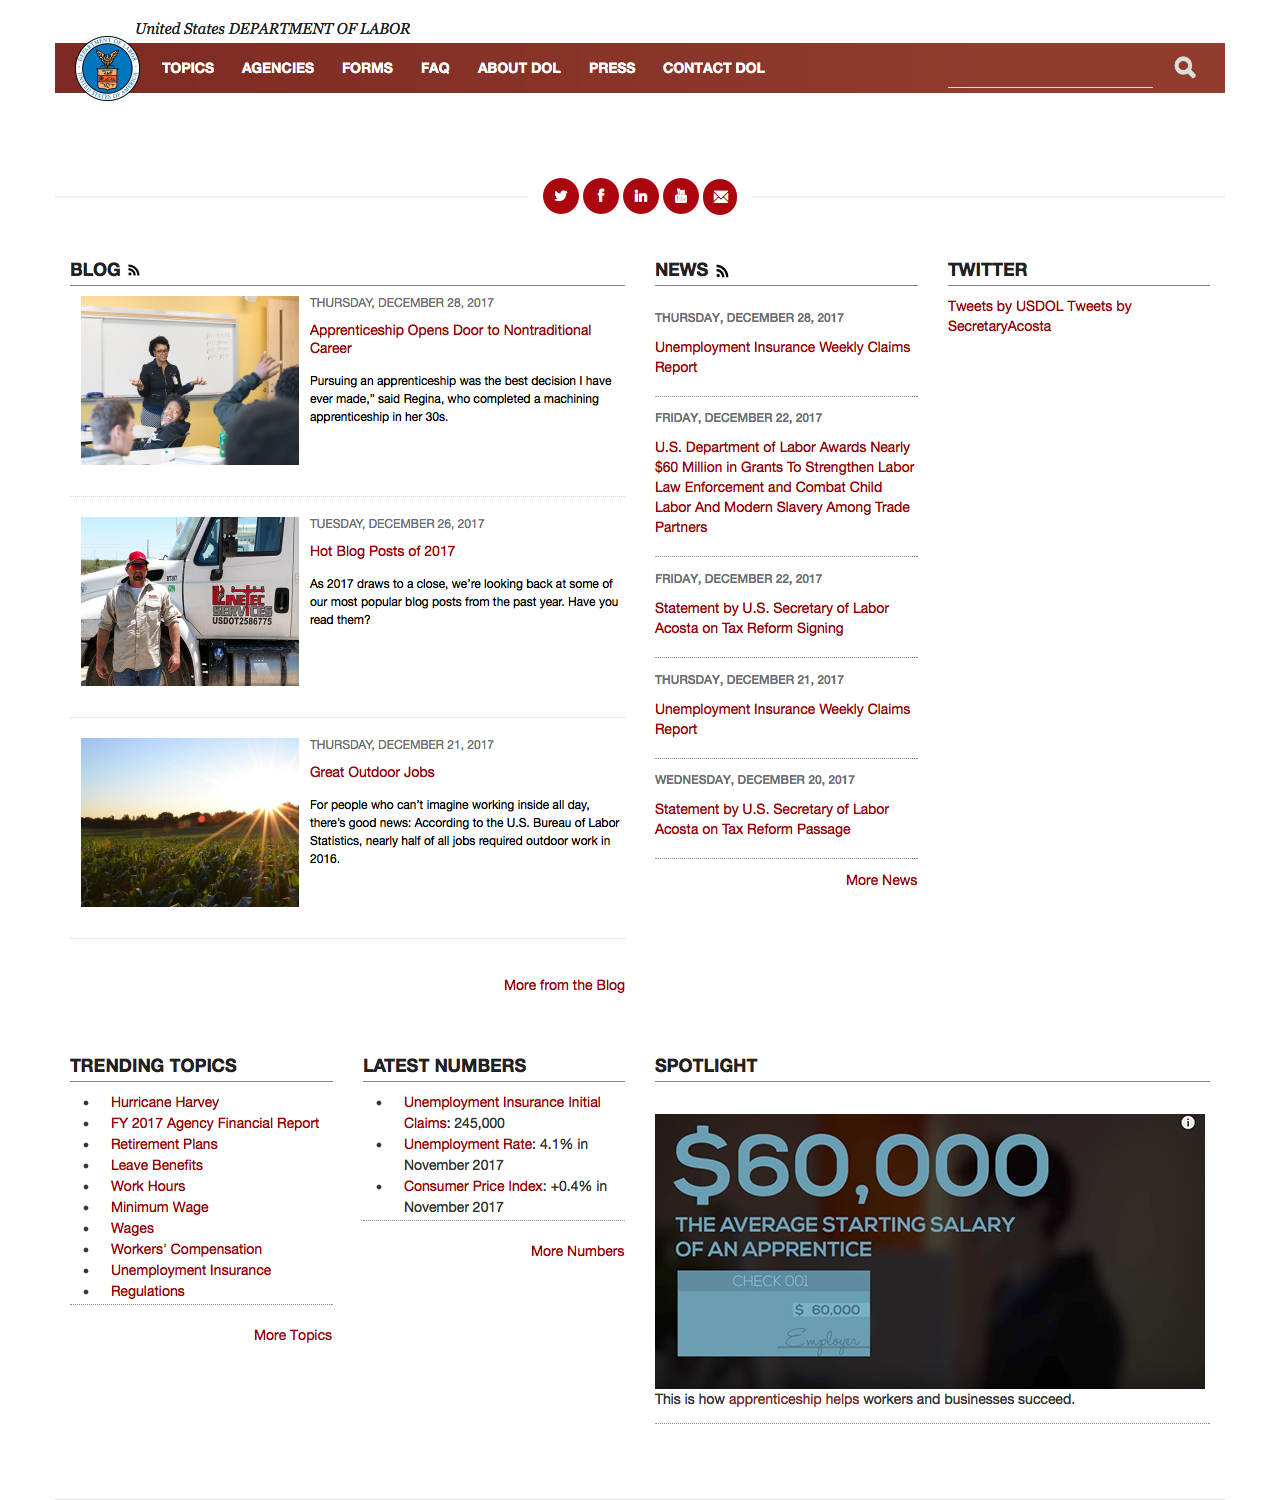 United States DEPARTMENT OF LABOR
DEPARTMENT OF LABOR
UNITED STATES OF AMERICA
TOPICS AGENCIES FORMS FAQ ABOUT DOL PRESS CONTACT DOL
BLOG
THURSDAY, DECEMBER 28, 2017
Apprenticeship Opens Door to Nontraditional
Career
Pursuing an apprenticeship was the best decision I have
ever made,” said Regina, who completed a machining
apprenticeship in her 30s.
TUESDAY, DECEMBER 26, 2017
Hot Blog Posts of 2017
As 2017 draws to a close, we’re looking back at some of
our most popular blog posts from the past year. Have you
read them?
LINETEC
SERVICES
USDOT2586775
THURSDAY, DECEMBER 21, 2017
Great Outdoor Jobs
For people who can’t imagine working inside all day,
there’s good news: According to the U.S. Bureau of Labor
Statistics, nearly half of all jobs required outdoor work in
2016.
More from the Blog
NEWS
THURSDAY, DECEMBER 28, 2017
Unemployment Insurance Weekly Claims
Report
FRIDAY, DECEMBER 22, 2017
U.S. Department of Labor Awards Nearly
$60 Million in Grants To Strengthen Labor
Law Enforcement and Combat Child
Labor And Modern Slavery Among Trade
Partners
FRIDAY, DECEMBER 22, 2017
Statement by U.S. Secretary of Labor
Acosta on Tax Reform Signing
THURSDAY, DECEMBER 21, 2017
Unemployment Insurance Weekly Claims
Report
WEDNESDAY, DECEMBER 20, 2017
Statement by U.S. Secretary of Labor
Acosta on Tax Reform Passage
More News
TWITTER
Tweets by USDOL Tweets by
SecretaryAcosta
TRENDING TOPICS
• Hurricane Harvey
• FY 2017 Agency Financial Report
• Retirement Plans
• Leave Benefits
• Work Hours
• Minimum Wage
• Wages
• Workers' Compensation
• Unemployment Insurance
• Regulations
More Topics
LATEST NUMBERS
• Unemployment Insurance Initial
Claims: 245,000
• Unemployment Rate: 4.1% in
November 2017
• Consumer Price Index: +0.4% in
November 2017
More Numbers
SPOTLIGHT
$60,000
THE AVERAGE STARTING SALARY
OF AN APPRENTICE
CHECK 001
$ 60,000
Employer
This is how apprenticeship helps workers and businesses succeed.